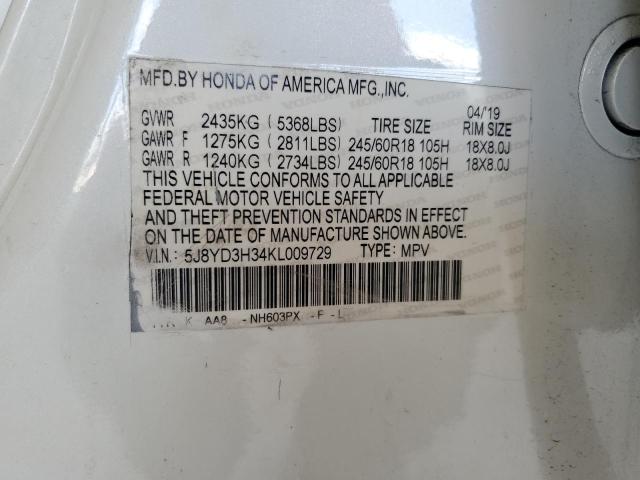 MFD.BY HONDA OF AMERICA MFG.,INC.
04/'19
GVWR 2435KG (5368LBS) TIRE SIZE RIM SIZE
GAWR F 1275KG (2811LBS) 245/60R18 105H 18X8.0J
GAWR R 1240KG (2734LBS) 245/60R18 105H 18X8.0J
THIS VEHICLE CONFORMS TO ALL APPLICABLE
FEDERAL MOTOR VEHICLE SAFETY
AND THEFT PREVENTION STANDARDS IN EFFECT
ON THE DATE OF MANUFACTURE SHOWN ABOVE.
V.I.N.: 5J8YD3H34KL009729 TYPE: MPV
K AA8 -NH603PX -F -L